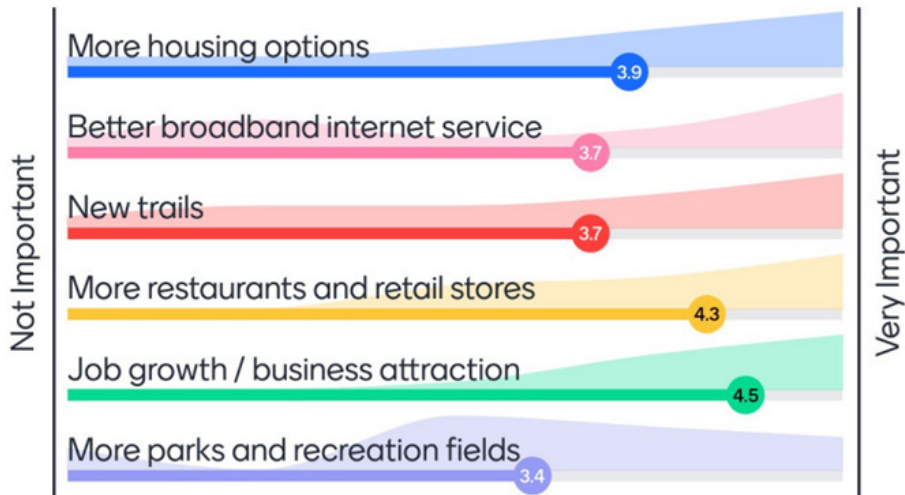 Not Important
More housing options
3.9
Better broadband internet service
3.7
New trails
3.7
More restaurants and retail stores
4.3
Job growth / business attraction
4.5
More parks and recreation fields
3.4
Very Important